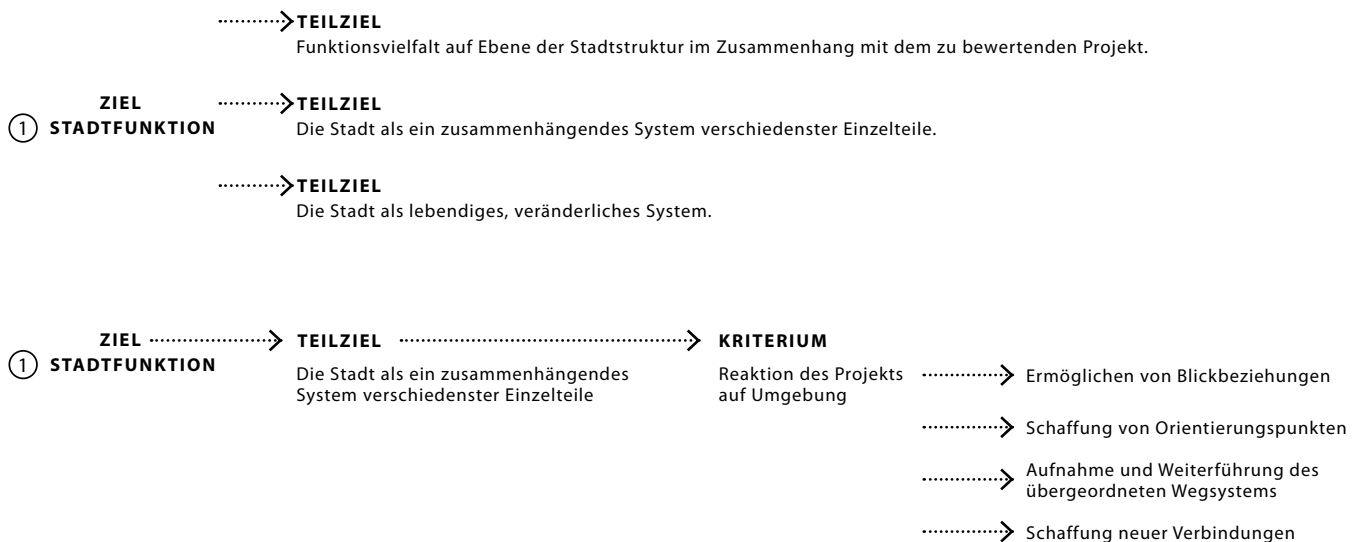 TEILZIEL
Funktionsvielfalt auf Ebene der Stadtstruktur im Zusammenhang mit dem zu bewertenden Projekt.
ZIEL
1 STADTFUNKTION
TEILZIEL
Die Stadt als ein zusammenhängendes System verschiedenster Einzelteile.
TEILZIEL
Die Stadt als lebendiges, veränderliches System.
ZIEL
1 STADTFUNKTION
TEILZIEL
Die Stadt als ein zusammenhängendes
System verschiedenster Einzelteile
KRITERIUM
Reaktion des Projekts
auf Umgebung
Ermöglichen von Blickbeziehungen
Schaffung von Orientierungspunkten
Aufnahme und Weiterführung des
übergeordneten Wegsystems
Schaffung neuer Verbindungen